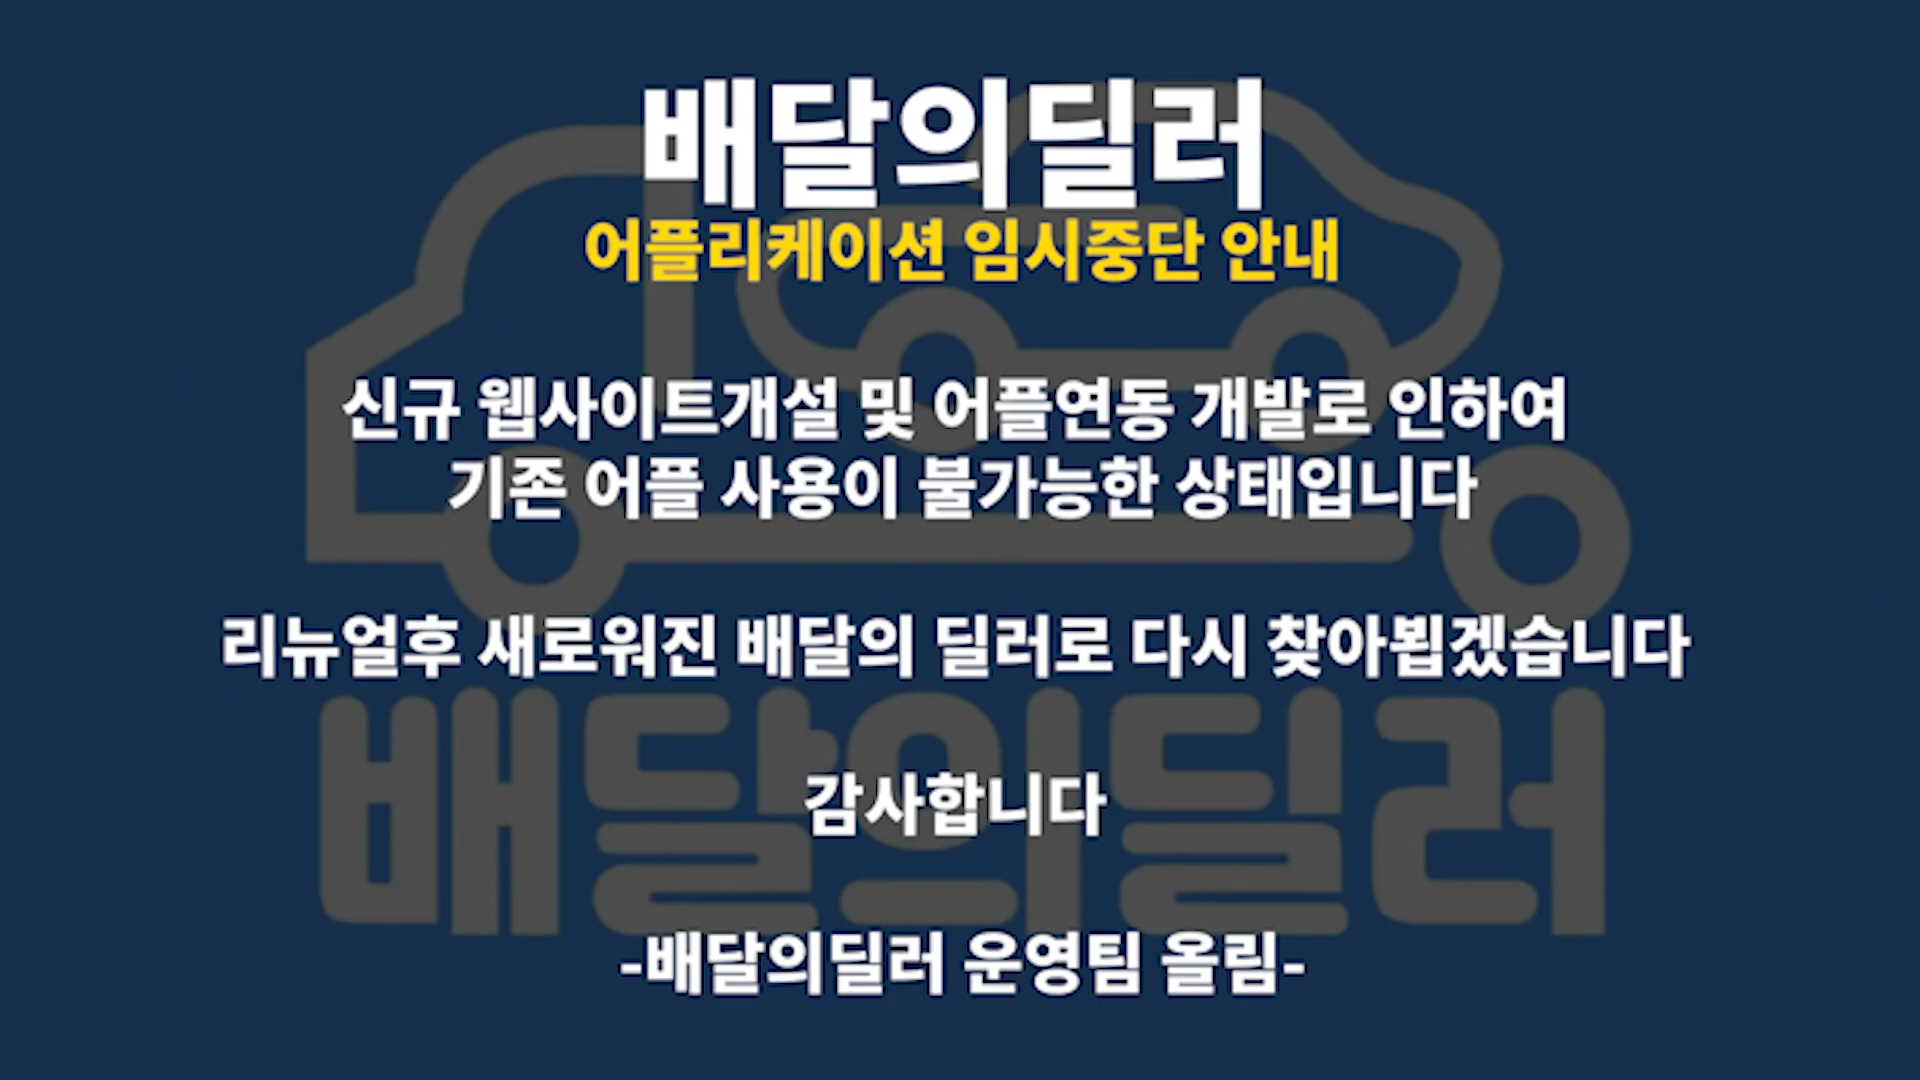 배달의딜러
어플리케이션 임시중단 안내
신규 웹사이트개설 및 어플연동 개발로 인하여
기존 어플 사용이 불가능한 상태입니다
리뉴얼후 새로워진 배달의 딜러로 다시 찾아뵙겠습니다
배달의딜러
감사합니다
-배달의딜러 운영팀 올림-